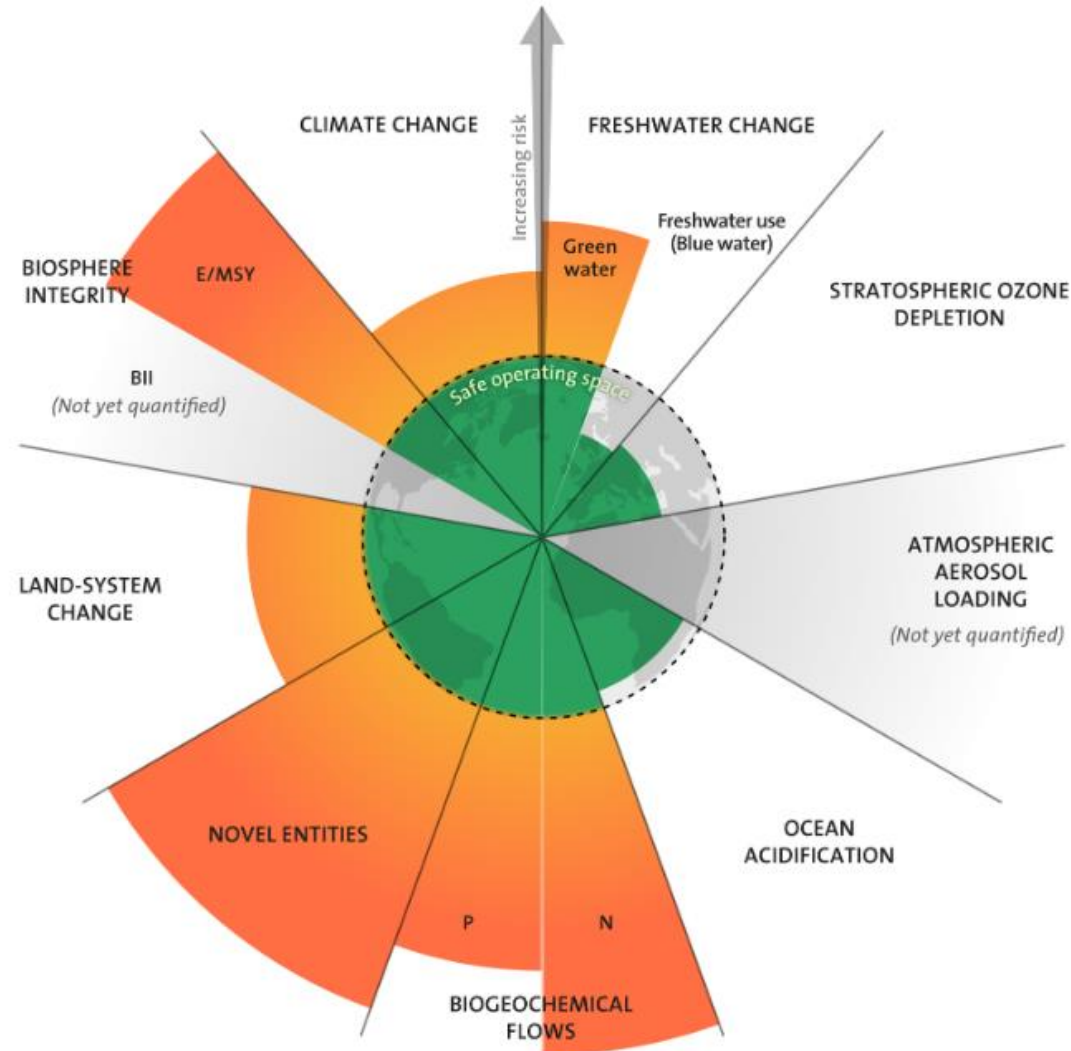 CLIMATE CHANGE
Increasing risk
FRESHWATER CHANGE
Freshwater use
(Blue water)
Green
water
STRATOSPHERIC OZONE
DEPLETION
BIOSPHERE
INTEGRITY
E/MSY
BII
(Not yet quantified)
Safe operating space
ATMOSPHERIC
AEROSOL
LOADING
(Not yet quantified)
LAND-SYSTEM
CHANGE
NOVEL ENTITIES
OCEAN
ACIDIFICATION
P
N
BIOGEOCHEMICAL
FLOWS